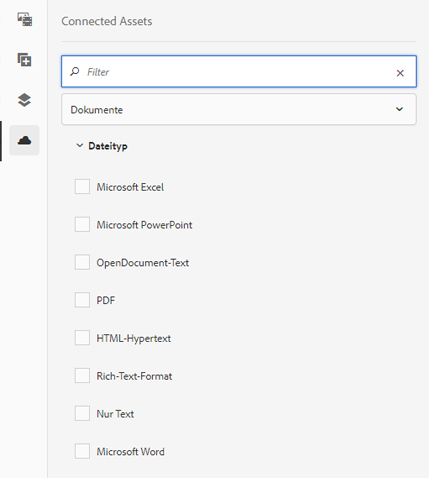 Connected Assets
Filter
Dokumente
Dateityp
Microsoft Excel
Microsoft PowerPoint
OpenDocument-Text
PDF
HTML-Hypertext
Rich-Text-Format
Nur Text
Microsoft Word